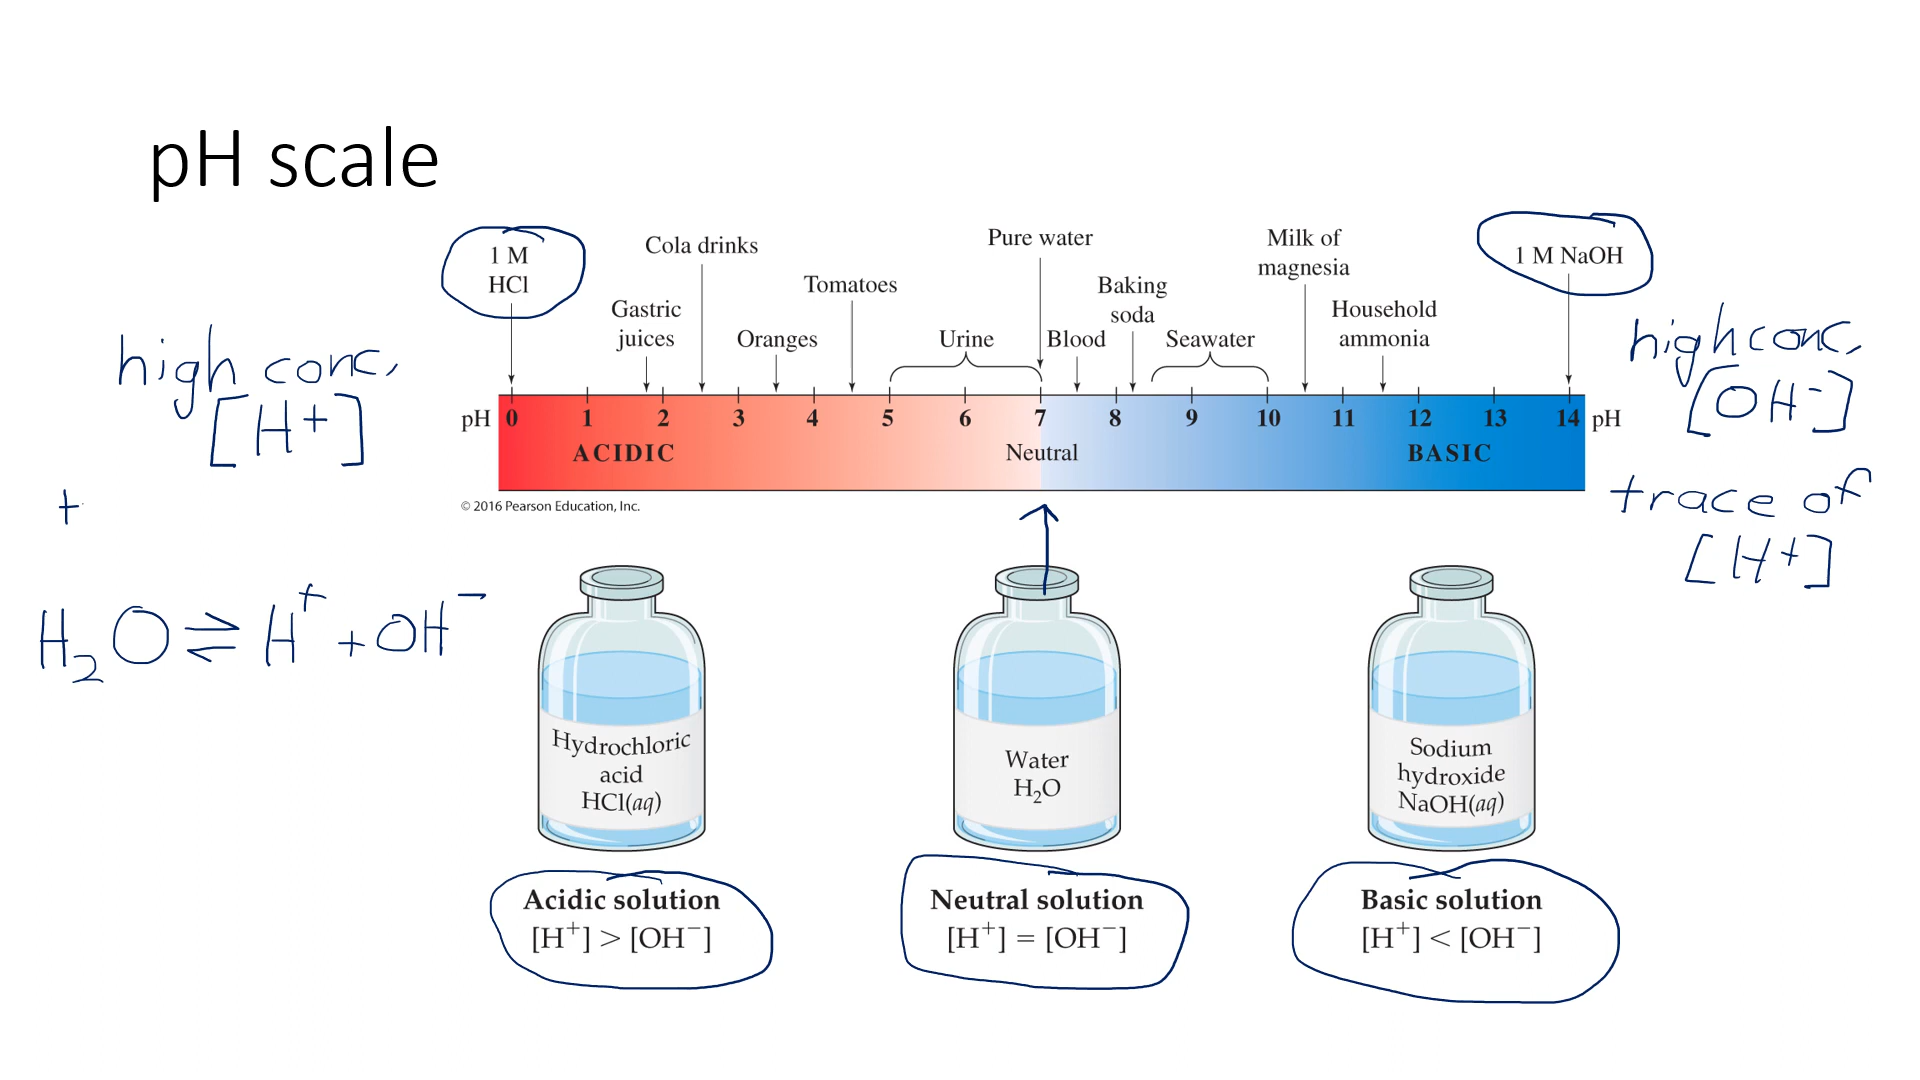 pH scale
1 M
HCl
Cola drinks
Gastric
juices
Oranges
Tomatoes
Urine
Pure water
Blood
Baking
soda
Seawater
Milk of
magnesia
Household
ammonia
1 M NaOH
pH 0 1 2 3 4 5 6 7 8 9 10 11 12 13 14 pH
ACIDIC Neutral BASIC
© 2016 Pearson Education, Inc.
high conc.
[H+]
+
H₂O ⇌ H⁺ + OH⁻
high conc.
[OH⁻]
trace of
[H+]
Hydrochloric
acid
HCl(aq)
Water
H₂O
Sodium
hydroxide
NaOH(aq)
Acidic solution
[H⁺] > [OH⁻]
Neutral solution
[H⁺] = [OH⁻]
Basic solution
[H⁺] < [OH⁻]